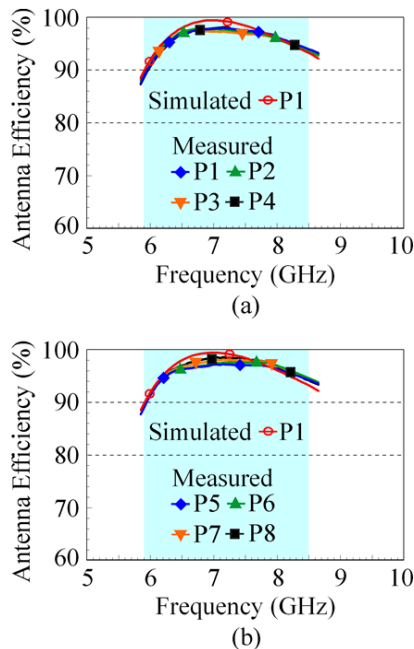 Antenna Efficiency (%)
100
90
80
70
60
Simulated P1
Measured
P1 P2
P3 P4
5 6 7 8 9 10
Frequency (GHz)
(a)
Antenna Efficiency (%)
100
90
80
70
60
Simulated P1
Measured
P5 P6
P7 P8
5 6 7 8 9 10
Frequency (GHz)
(b)